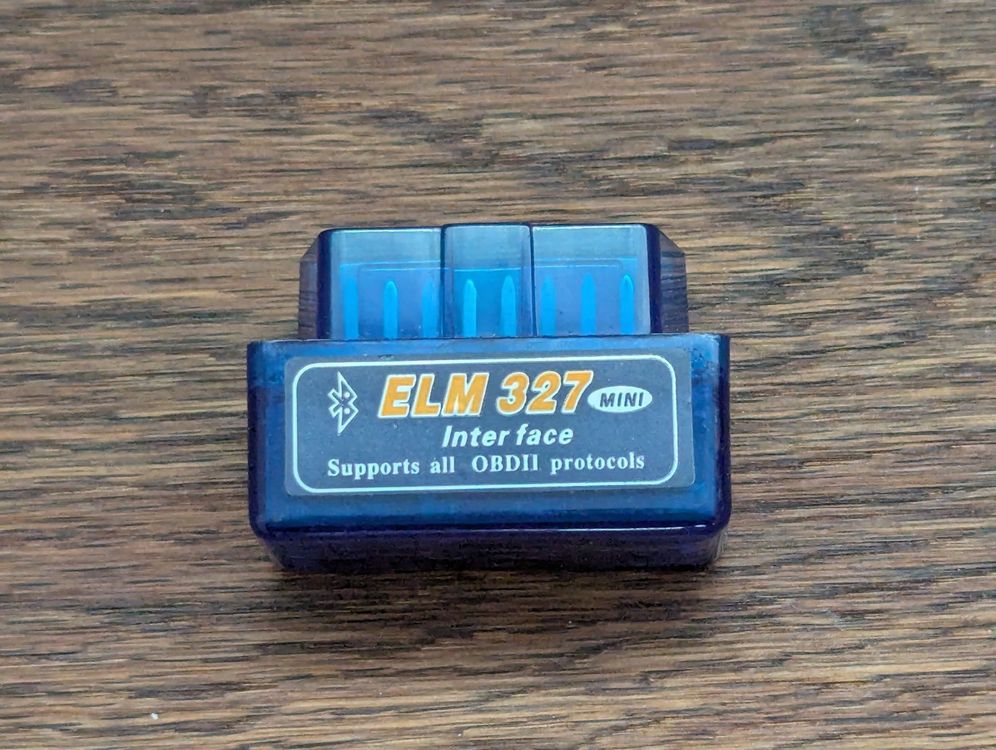 ELM 327 MINI
Inter face
Supports all OBDII protocols